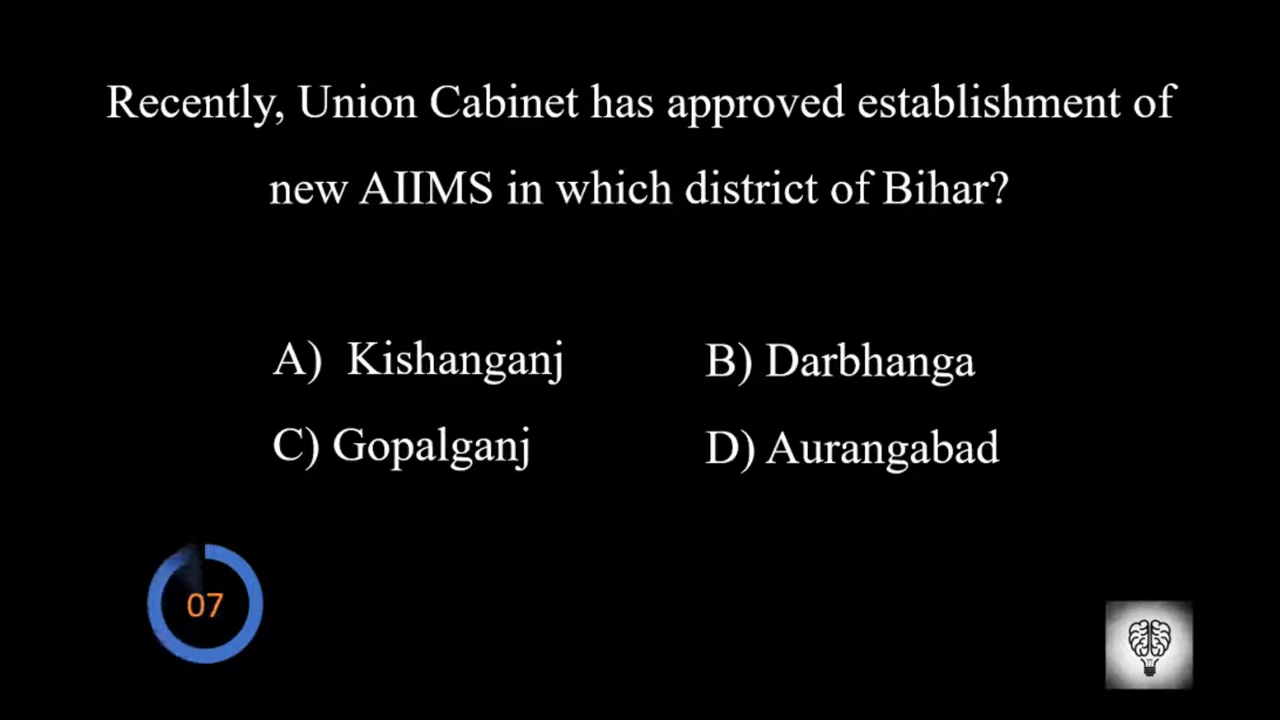 Recently, Union Cabinet has approved establishment of
new AIIMS in which district of Bihar?
A) Kishanganj
B) Darbhanga
C) Gopalganj
D) Aurangabad
07